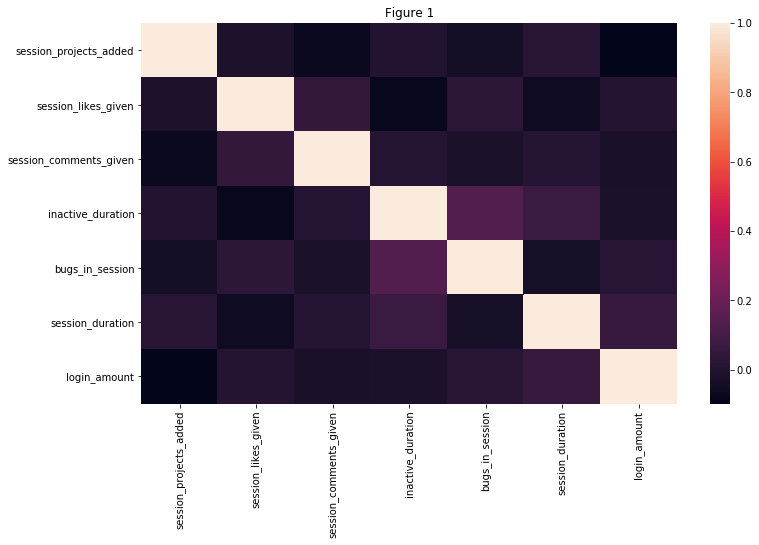 Figure 1
session_projects_added
session_likes_given
session_comments_given
inactive_duration
bugs_in_session
session_duration
login_amount
session_projects_added
session_likes_given
session_comments_given
inactive_duration
bugs_in_session
session_duration
login_amount
1.0
0.8
0.6
0.4
0.2
0.0